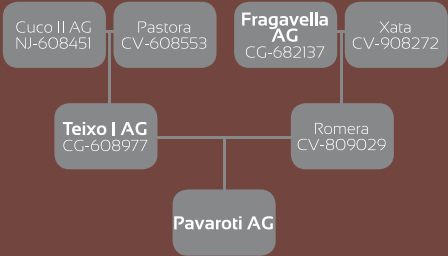 Cuco II AG
NJ-608451
Pastora
CV-608553
Fragavella
AG
CG-682137
Xata
CV-908272
Teixo I AG
CG-608977
Romera
CV-809029
Pavaroti AG